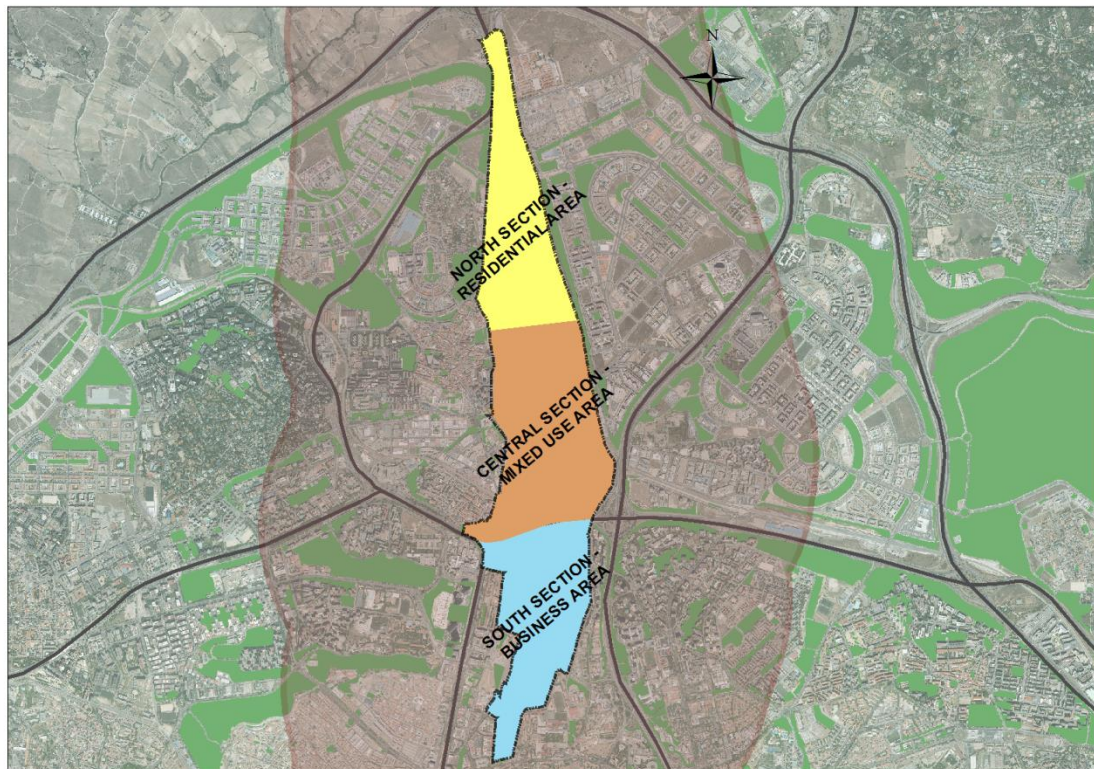 N
NORTH SECTION -
RESIDENTIAL AREA
CENTRAL SECTION -
MIXED USE AREA
SOUTH SECTION -
BUSINESS AREA